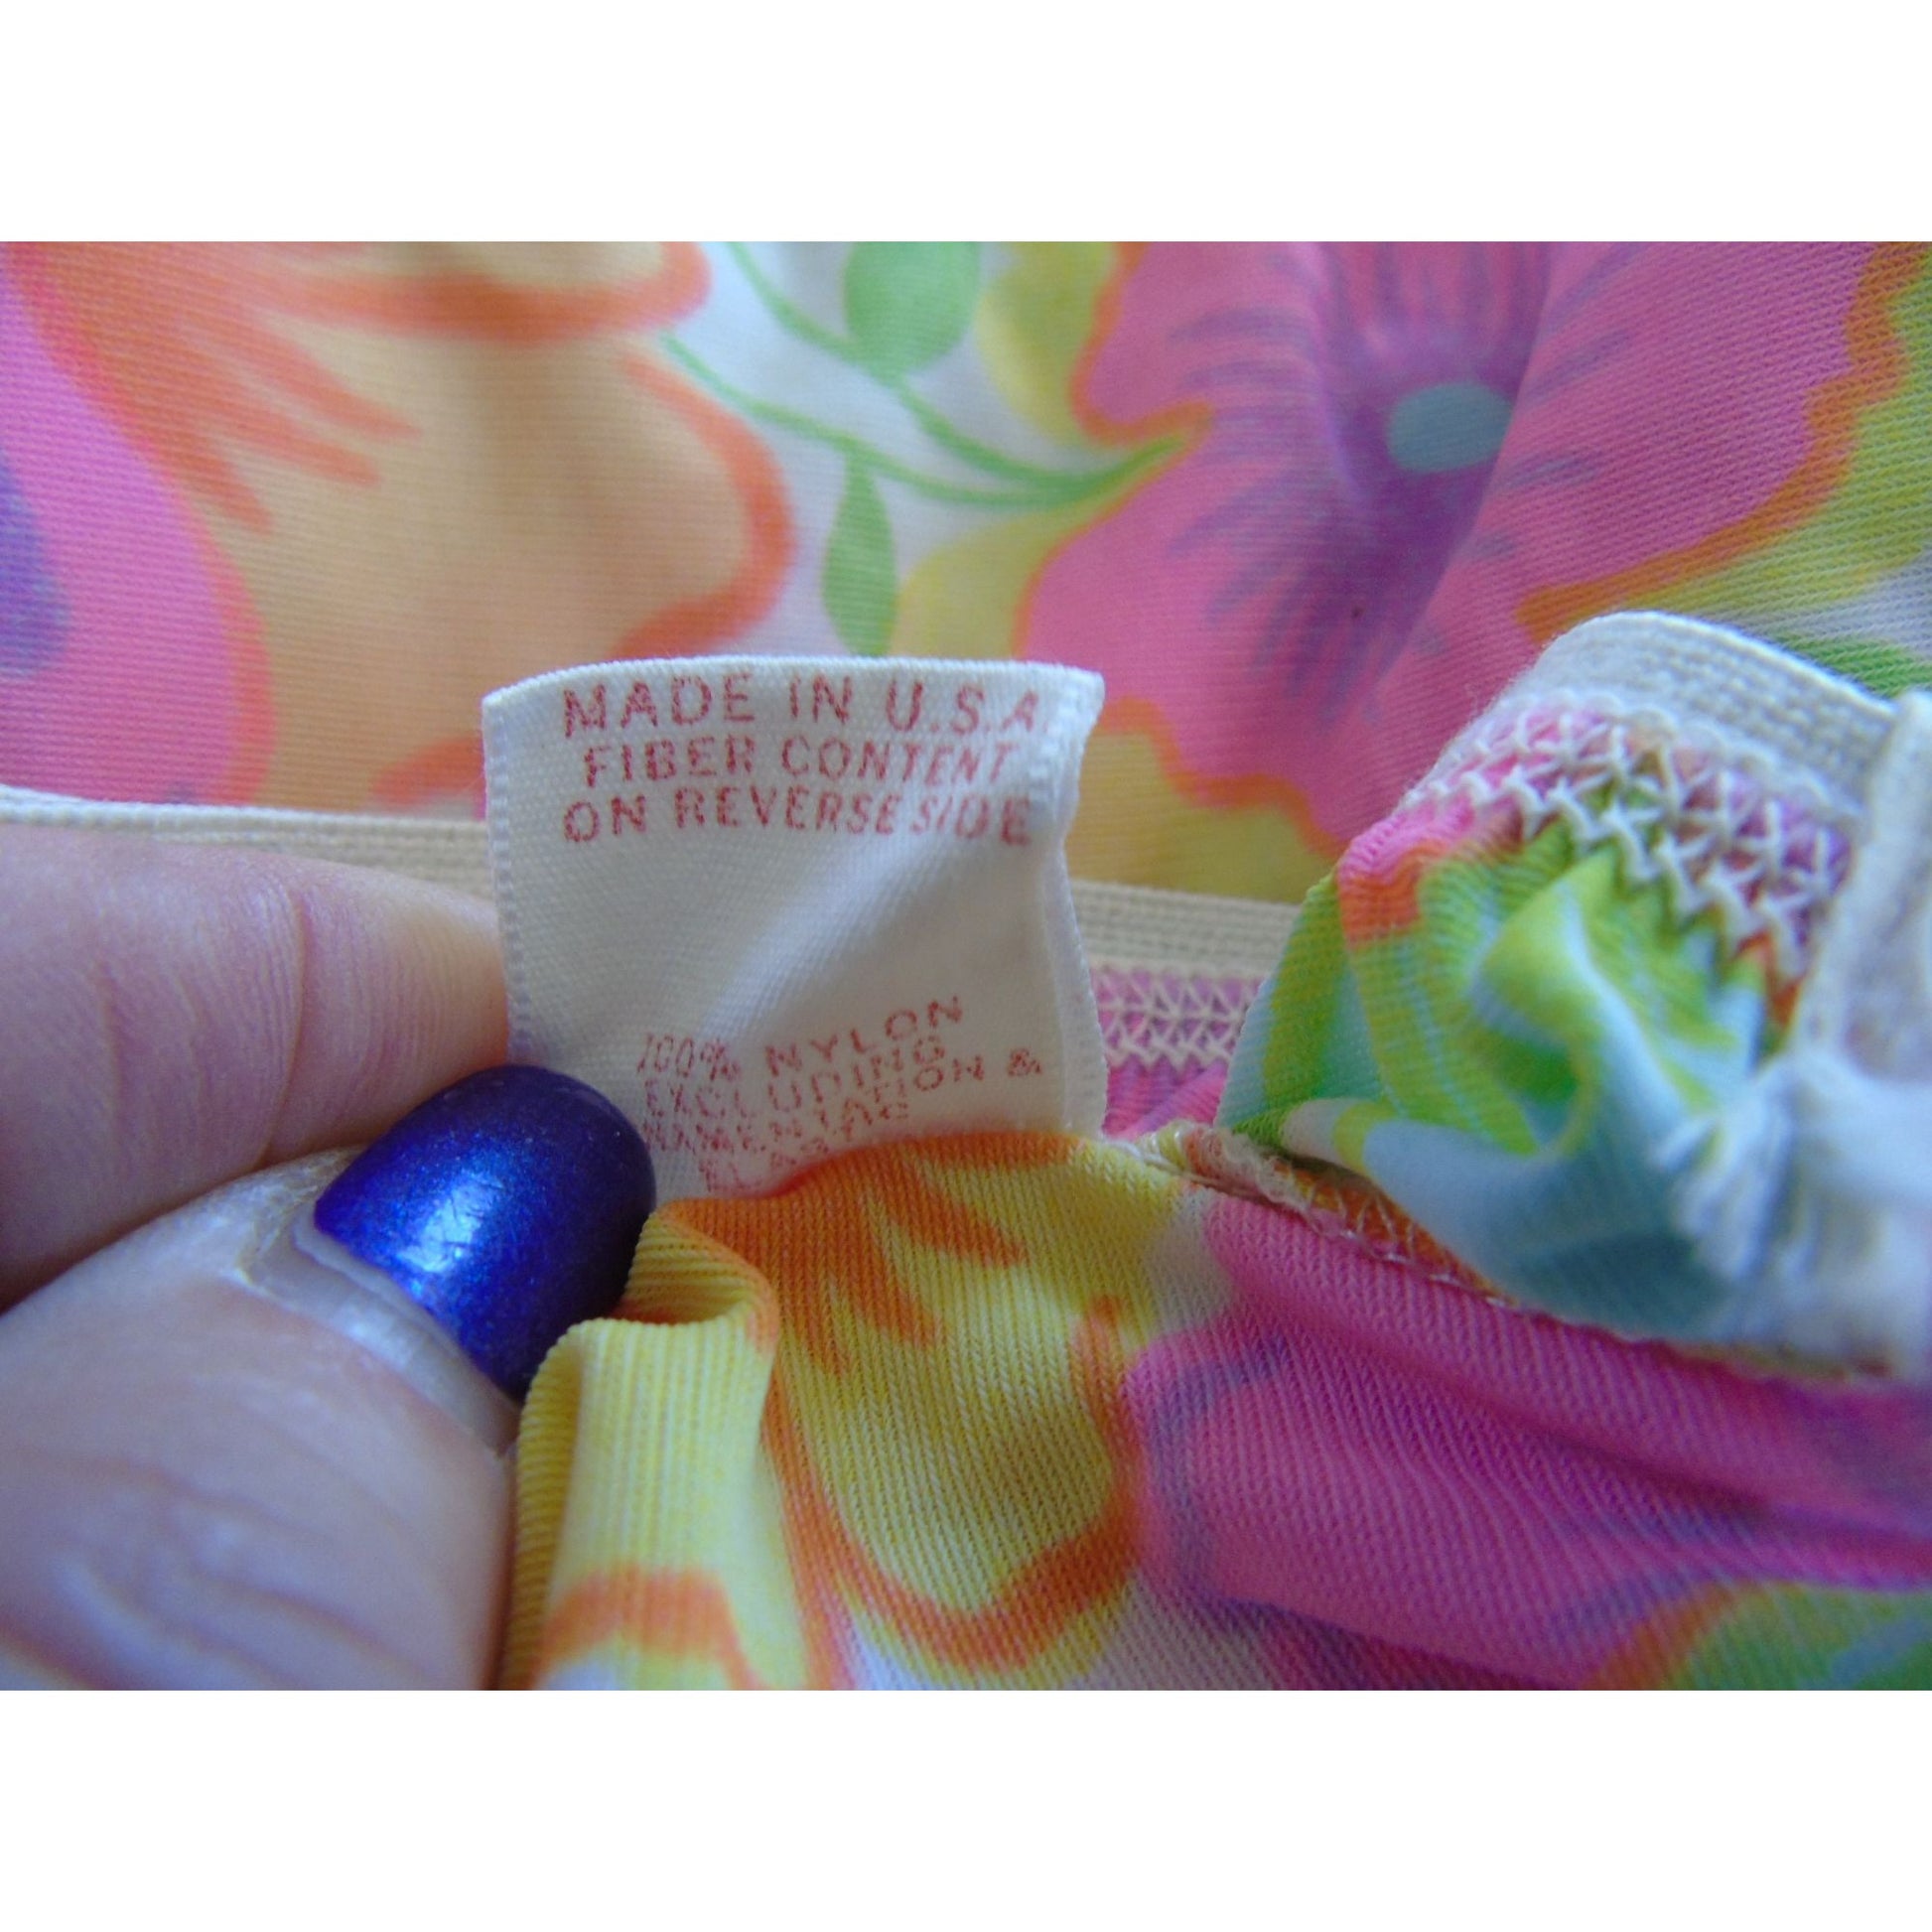 MADE IN U.S.A
FIBER CONTENT
ON REVERSE SIDE
100% NYLON
EXCLUDING
&